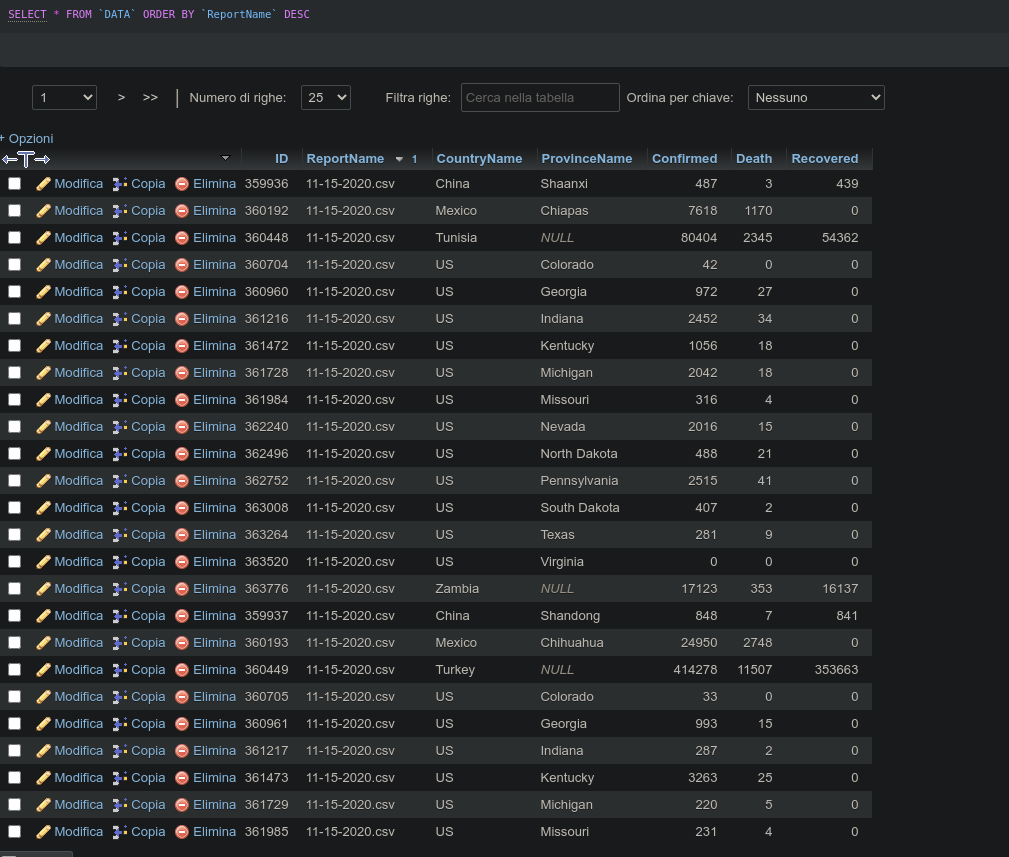 SELECT * FROM `DATA` ORDER BY `ReportName` DESC
1 > >> | Numero di righe: 25 Filtra righe: Cerca nella tabella Ordina per chiave: Nessuno
+ Opzioni
←T→ ID ReportName 1 CountryName ProvinceName Confirmed Death Recovered
Modifica Copia Elimina 359936 11-15-2020.csv China Shaanxi 487 3 439
Modifica Copia Elimina 360192 11-15-2020.csv Mexico Chiapas 7618 1170 0
Modifica Copia Elimina 360448 11-15-2020.csv Tunisia NULL 80404 2345 54362
Modifica Copia Elimina 360704 11-15-2020.csv US Colorado 42 0 0
Modifica Copia Elimina 360960 11-15-2020.csv US Georgia 972 27 0
Modifica Copia Elimina 361216 11-15-2020.csv US Indiana 2452 34 0
Modifica Copia Elimina 361472 11-15-2020.csv US Kentucky 1056 18 0
Modifica Copia Elimina 361728 11-15-2020.csv US Michigan 2042 18 0
Modifica Copia Elimina 361984 11-15-2020.csv US Missouri 316 4 0
Modifica Copia Elimina 362240 11-15-2020.csv US Nevada 2016 15 0
Modifica Copia Elimina 362496 11-15-2020.csv US North Dakota 488 21 0
Modifica Copia Elimina 362752 11-15-2020.csv US Pennsylvania 2515 41 0
Modifica Copia Elimina 363008 11-15-2020.csv US South Dakota 407 2 0
Modifica Copia Elimina 363264 11-15-2020.csv US Texas 281 9 0
Modifica Copia Elimina 363520 11-15-2020.csv US Virginia 0 0 0
Modifica Copia Elimina 363776 11-15-2020.csv Zambia NULL 17123 353 16137
Modifica Copia Elimina 359937 11-15-2020.csv China Shandong 848 7 841
Modifica Copia Elimina 360193 11-15-2020.csv Mexico Chihuahua 24950 2748 0
Modifica Copia Elimina 360449 11-15-2020.csv Turkey NULL 414278 11507 353663
Modifica Copia Elimina 360705 11-15-2020.csv US Colorado 33 0 0
Modifica Copia Elimina 360961 11-15-2020.csv US Georgia 993 15 0
Modifica Copia Elimina 361217 11-15-2020.csv US Indiana 287 2 0
Modifica Copia Elimina 361473 11-15-2020.csv US Kentucky 3263 25 0
Modifica Copia Elimina 361729 11-15-2020.csv US Michigan 220 5 0
Modifica Copia Elimina 361985 11-15-2020.csv US Missouri 231 4 0